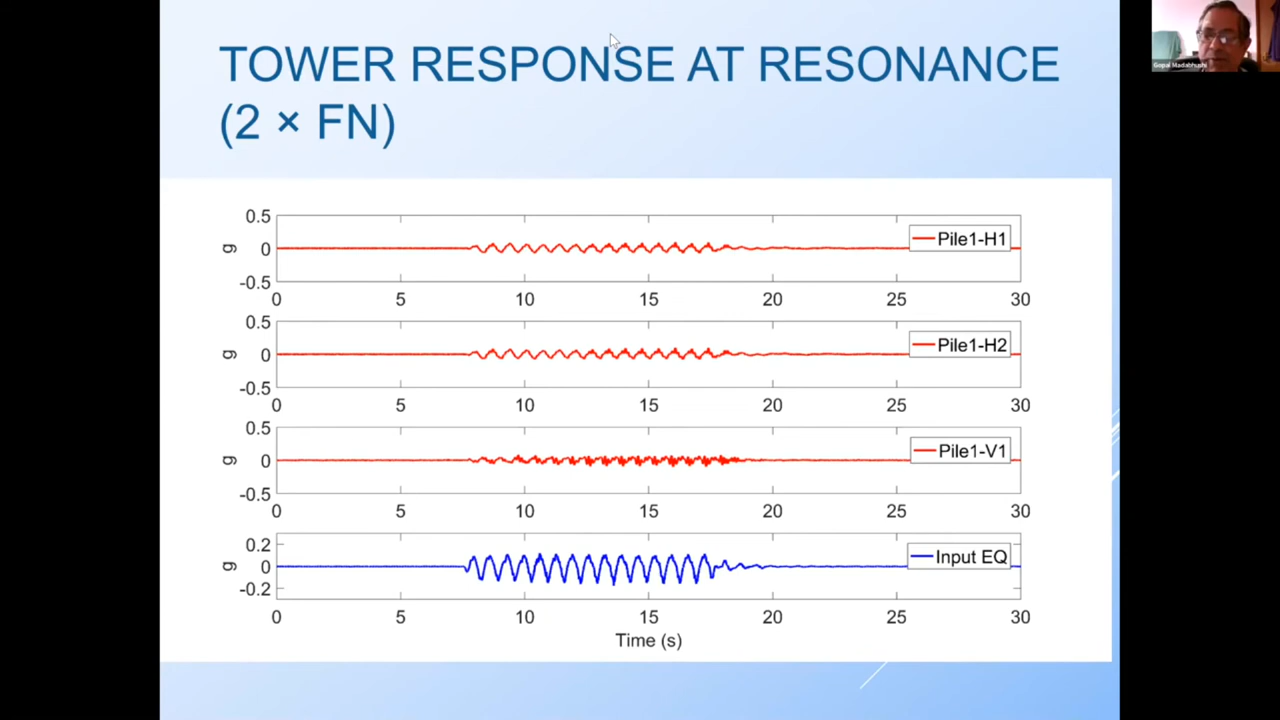 TOWER RESPONSE AT RESONANCE
(2 × FN)
Gopal Madabhushi
0.5
g 0
-0.5
Pile1-H1
0 5 10 15 20 25 30
0.5
g 0
-0.5
Pile1-H2
0 5 10 15 20 25 30
0.5
g 0
-0.5
Pile1-V1
0 5 10 15 20 25 30
0.2
g 0
-0.2
Input EQ
0 5 10 15 20 25 30
Time (s)